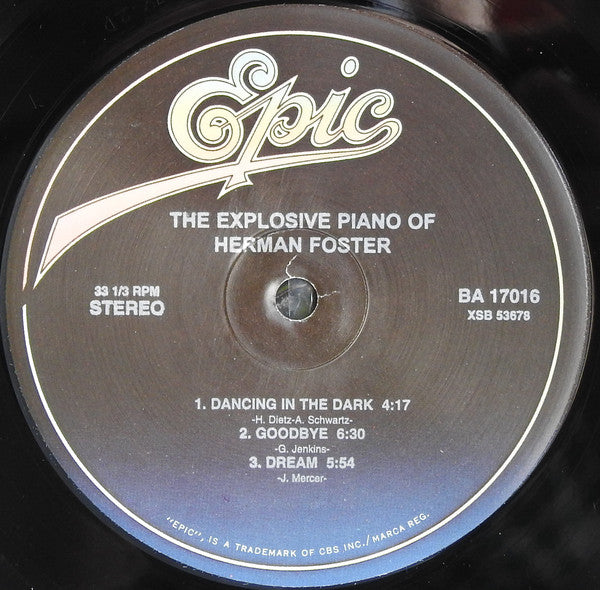 Epic
THE EXPLOSIVE PIANO OF
HERMAN FOSTER
33 1/3 RPM
STEREO
BA 17016
XSB 53678
1. DANCING IN THE DARK 4:17
-H. Dietz-A. Schwartz-
2. GOODBYE 6:30
-G. Jenkins-
3. DREAM 5:54
-J. Mercer-
"EPIC", IS A TRADEMARK OF CBS INC./MARCA REG.